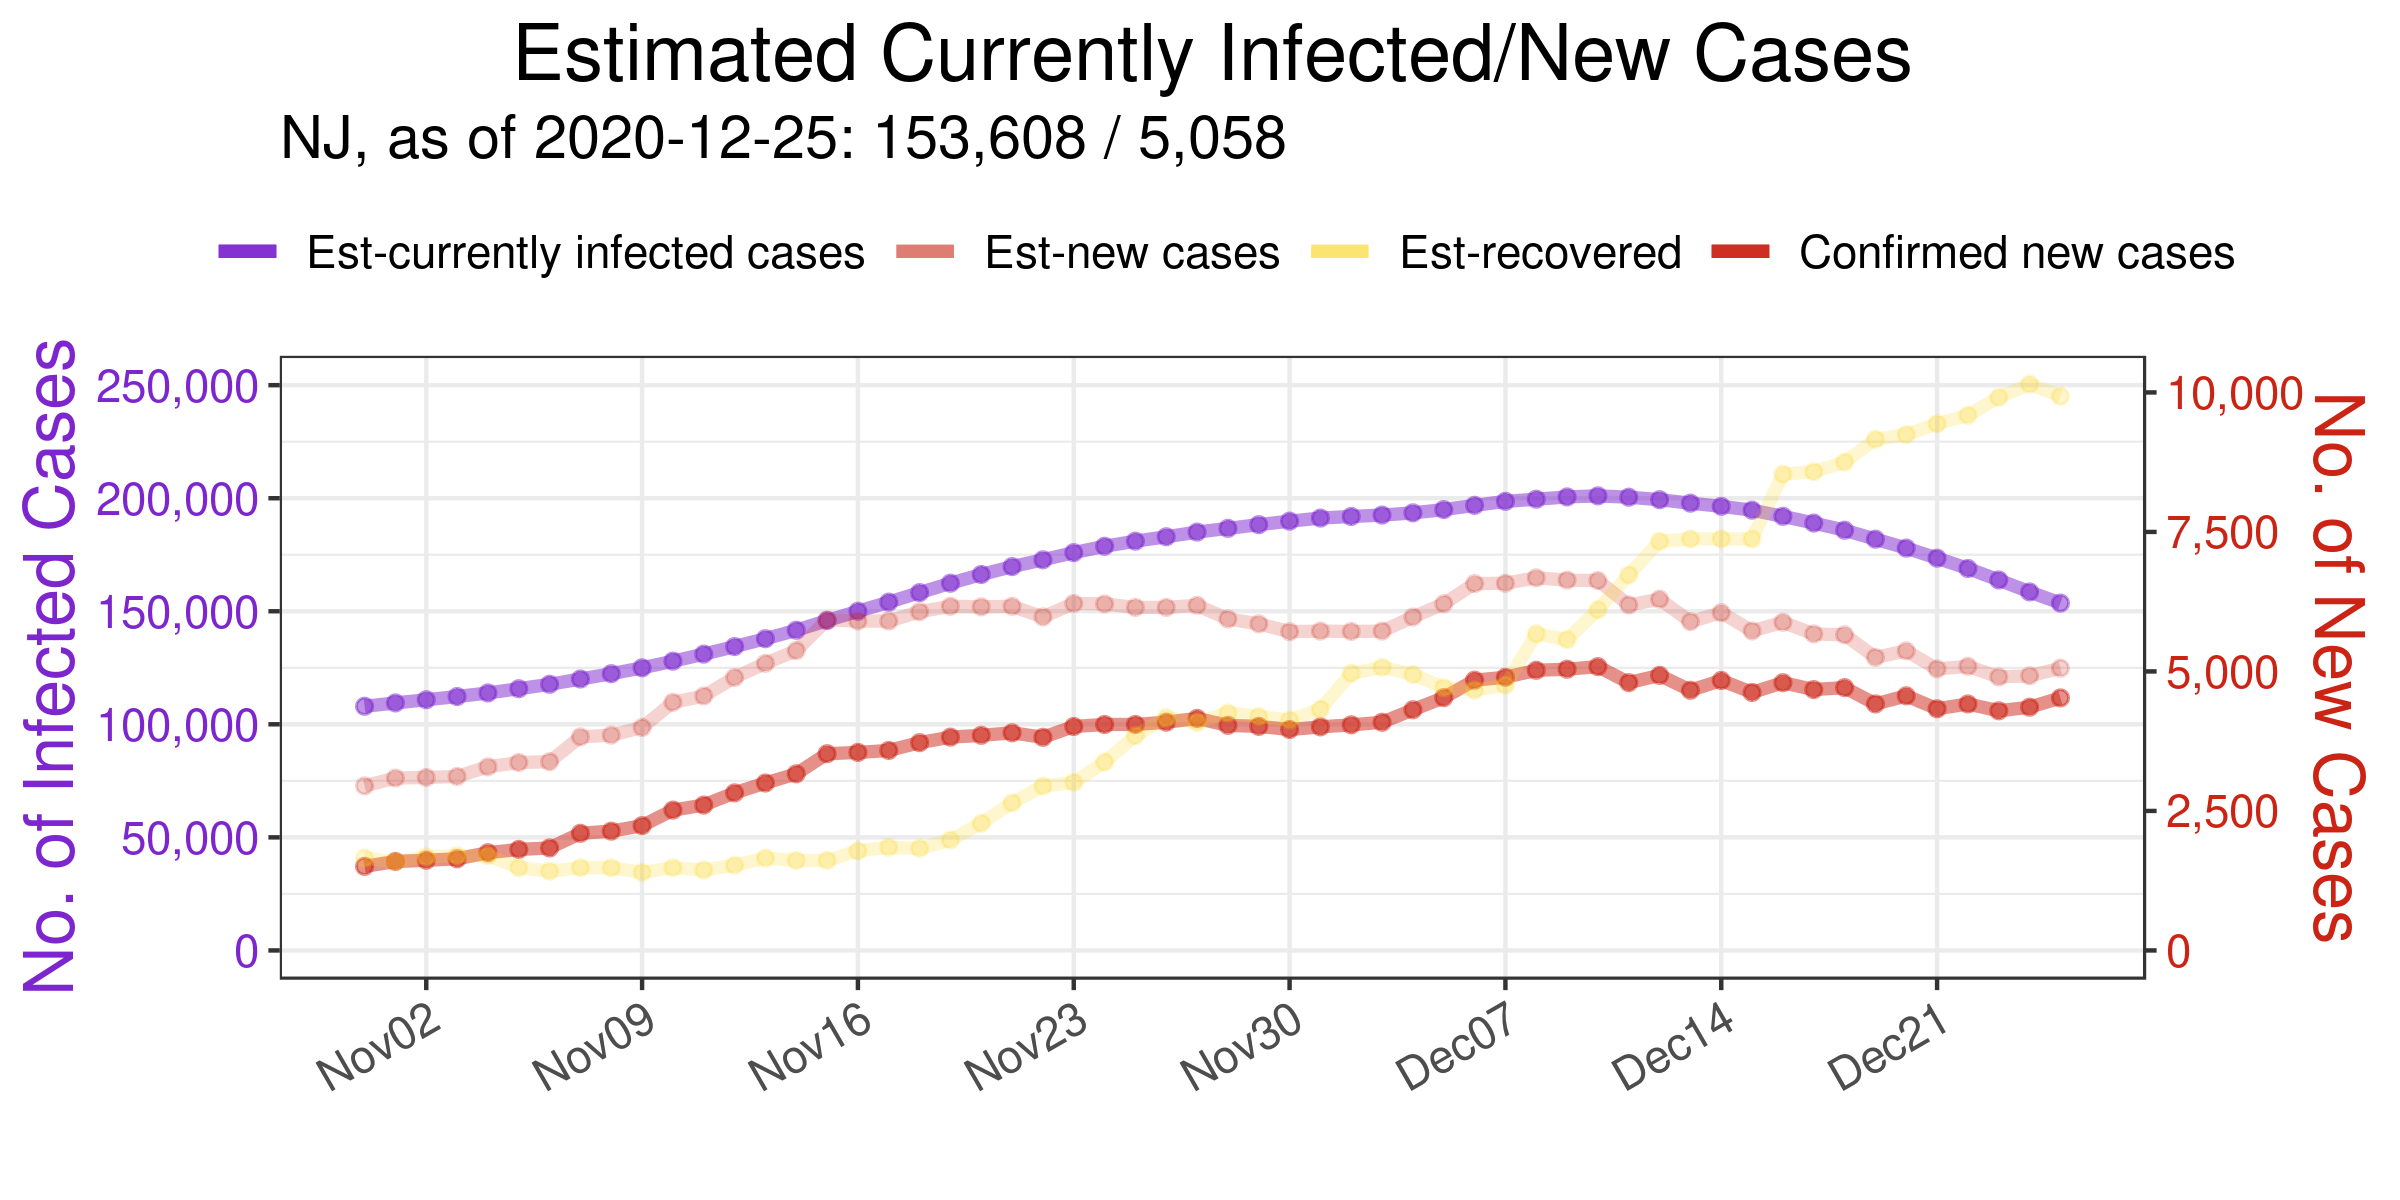 Estimated Currently Infected/New Cases
NJ, as of 2020-12-25: 153,608 / 5,058
Est-currently infected cases Est-new cases Est-recovered Confirmed new cases
No. of Infected Cases
250,000
200,000
150,000
100,000
50,000
0
10,000
7,500
5,000
2,500
0
No. of New Cases
Nov02 Nov09 Nov16 Nov23 Nov30 Dec07 Dec14 Dec21